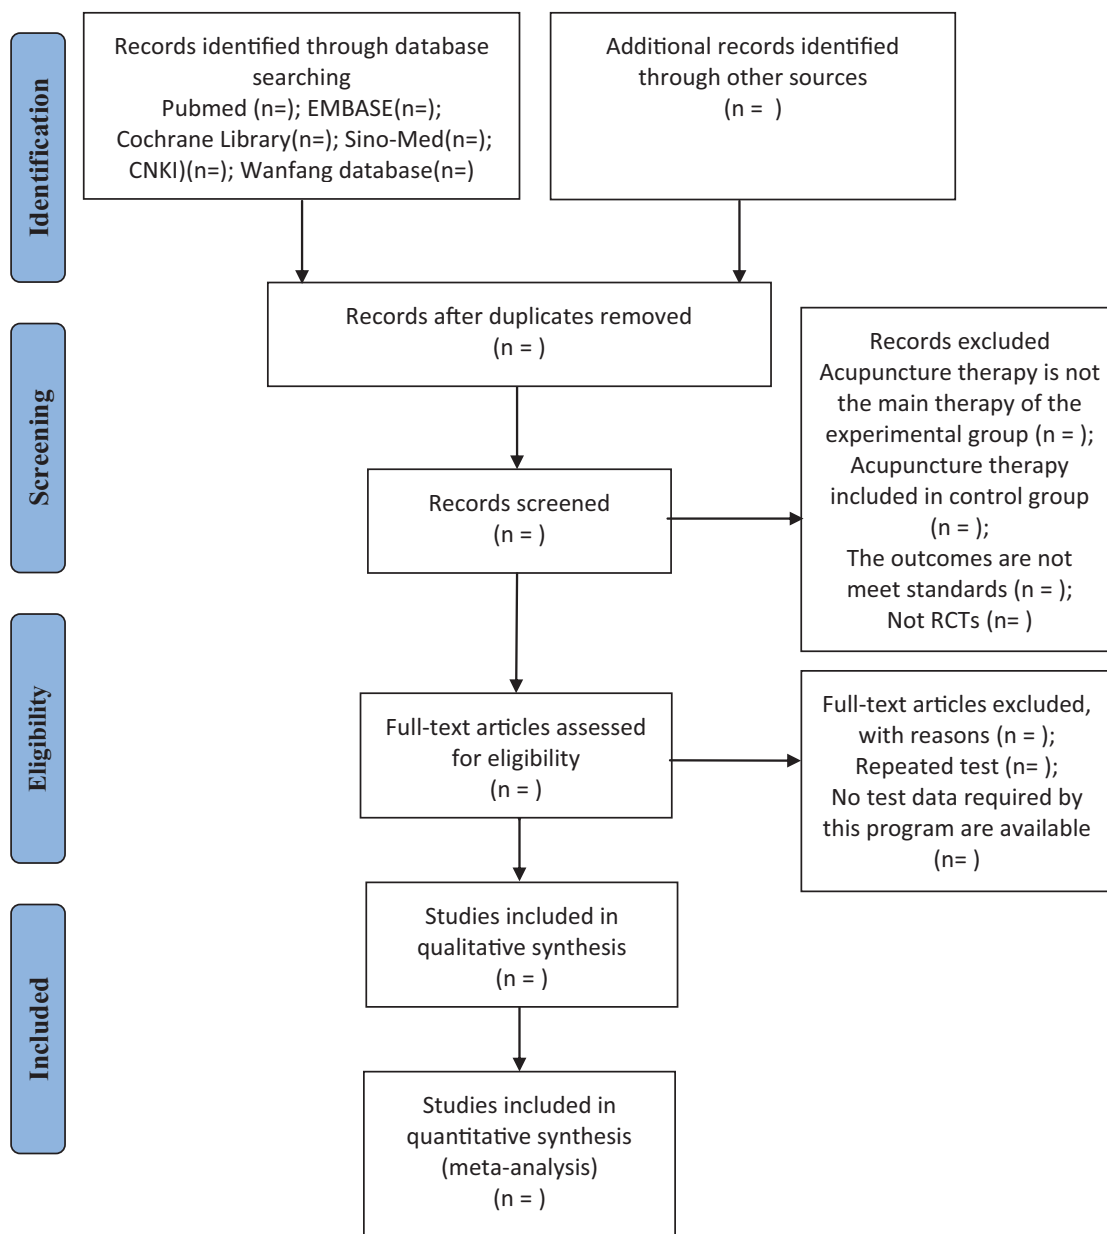 Identification
Records identified through database
searching
Pubmed (n=); EMBASE(n=);
Cochrane Library(n=); Sino-Med(n=);
CNKI)(n=); Wanfang database(n=)
Additional records identified
through other sources
(n =  )
Records after duplicates removed
(n = )
Screening
Records screened
(n = )
Records excluded
Acupuncture therapy is not
the main therapy of the
experimental group (n = );
Acupuncture therapy
included in control group
(n = );
The outcomes are not
meet standards (n = );
Not RCTs (n= )
Eligibility
Full-text articles assessed
for eligibility
(n = )
Full-text articles excluded,
with reasons (n = );
Repeated test (n= );
No test data required by
this program are available
(n= )
Included
Studies included in
qualitative synthesis
(n = )
Studies included in
quantitative synthesis
(meta-analysis)
(n = )